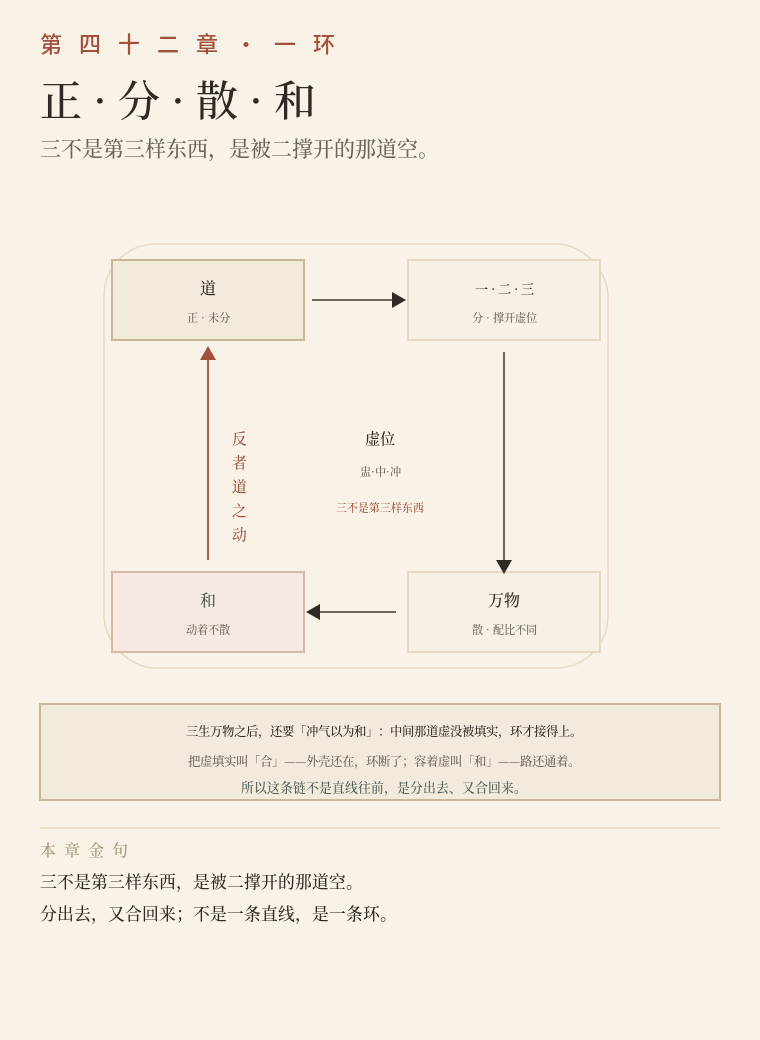 第四十二章·一环
正·分·散·和
三不是第三样东西，是被二撑开的那道空。
道
正·未分
一·二·三
分·撑开虚位
反者道之动
虚位
盅·中·冲
三不是第三样东西
和
动着不散
万物
散·配比不同
三生万物之后，还要「冲气以为和」：中间那道虚没被填实，环才接得上。
把虚填实叫「合」——外壳还在，环断了；容着虚叫「和」——路还通着。
所以这条链不是直线往前，是分出去、又合回来。
本章金句
三不是第三样东西，是被二撑开的那道空。
分出去，又合回来；不是一条直线，是一条环。